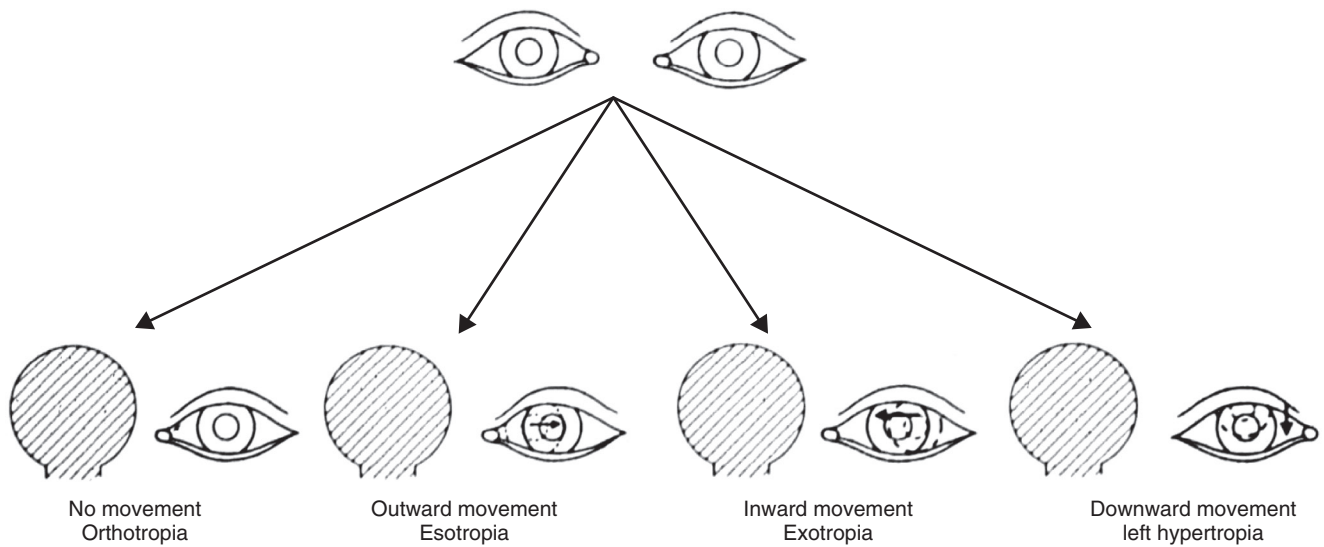 No movement
Orthotropia
Outward movement
Esotropia
Inward movement
Exotropia
Downward movement
left hypertropia